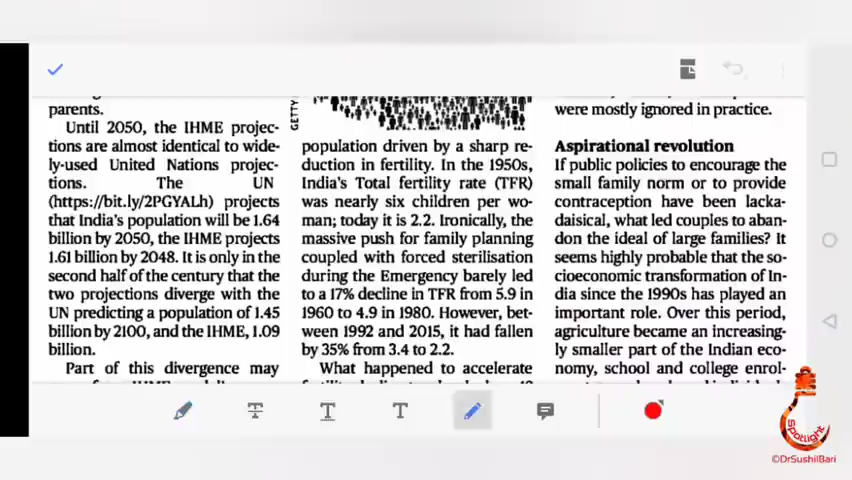 parents.
Until 2050, the IHME projec-
tions are almost identical to wide-
ly-used United Nations projec-
tions. The UN
(https://bit.ly/2PGYALh) projects
that India's population will be 1.64
billion by 2050, the IHME projects
1.61 billion by 2048. It is only in the
second half of the century that the
two projections diverge with the
UN predicting a population of 1.45
billion by 2100, and the IHME, 1.09
billion.
Part of this divergence may
GETTY
population driven by a sharp re-
duction in fertility. In the 1950s,
India's Total fertility rate (TFR)
was nearly six children per wo-
man; today it is 2.2. Ironically, the
massive push for family planning
coupled with forced sterilisation
during the Emergency barely led
to a 17% decline in TFR from 5.9 in
1960 to 4.9 in 1980. However, bet-
ween 1992 and 2015, it had fallen
by 35% from 3.4 to 2.2.
What happened to accelerate
were mostly ignored in practice.
Aspirational revolution
If public policies to encourage the
small family norm or to provide
contraception have been lacka-
daisical, what led couples to aban-
don the ideal of large families? It
seems highly probable that the so-
cioeconomic transformation of In-
dia since the 1990s has played an
important role. Over this period,
agriculture became an increasing-
ly smaller part of the Indian eco-
nomy, school and college enrol-
T
T
T
Spotlight
©DrSushilBari